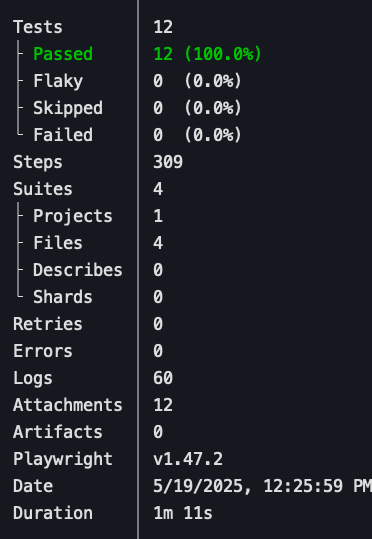 Tests 12
Passed 12 (100.0%)
Flaky 0 (0.0%)
Skipped 0 (0.0%)
Failed 0 (0.0%)
Steps 309
Suites 4
Projects 1
Files 4
Describes 0
Shards 0
Retries 0
Errors 0
Logs 60
Attachments 12
Artifacts 0
Playwright v1.47.2
Date 5/19/2025, 12:25:59 PM
Duration 1m 11s